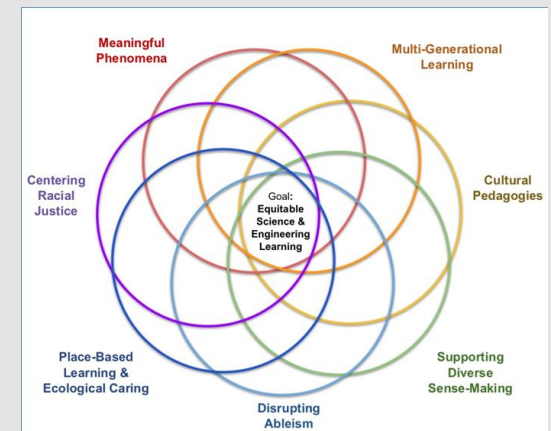 Meaningful
Phenomena
Multi-Generational
Learning
Centering
Racial
Justice
Goal:
Equitable
Science &
Engineering
Learning
Cultural
Pedagogies
Place-Based
Learning &
Ecological Caring
Supporting
Diverse
Sense-Making
Disrupting
Ableism